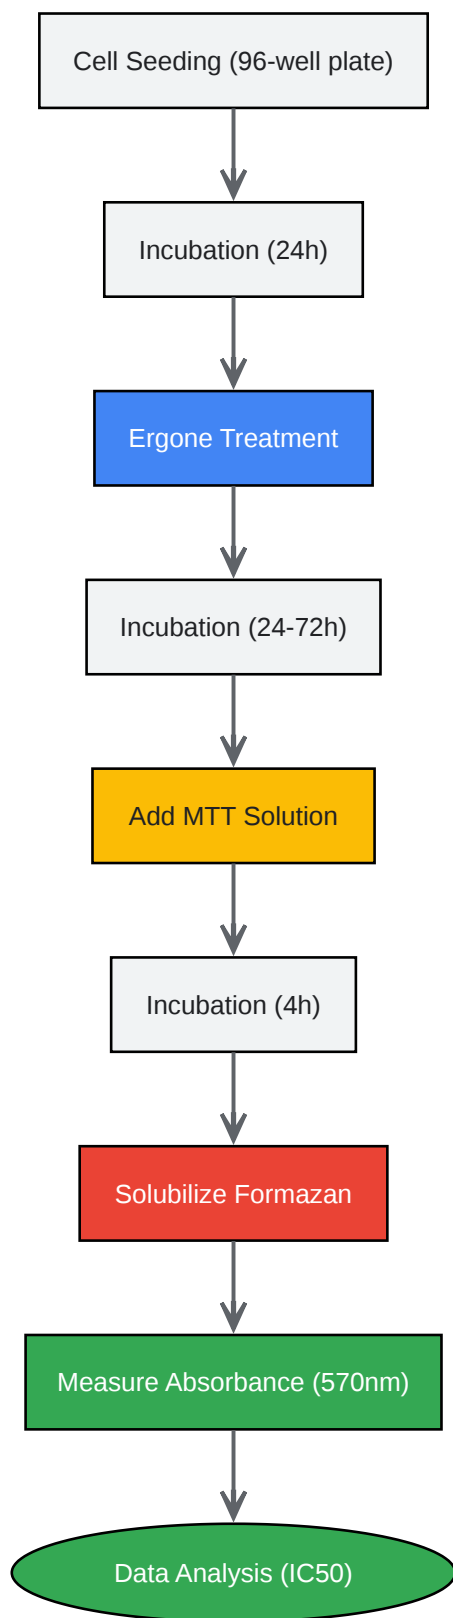 Cell Seeding (96-well plate)
Incubation (24h)
Ergone Treatment
Incubation (24-72h)
Add MTT Solution
Incubation (4h)
Solubilize Formazan
Measure Absorbance (570nm)
Data Analysis (IC50)